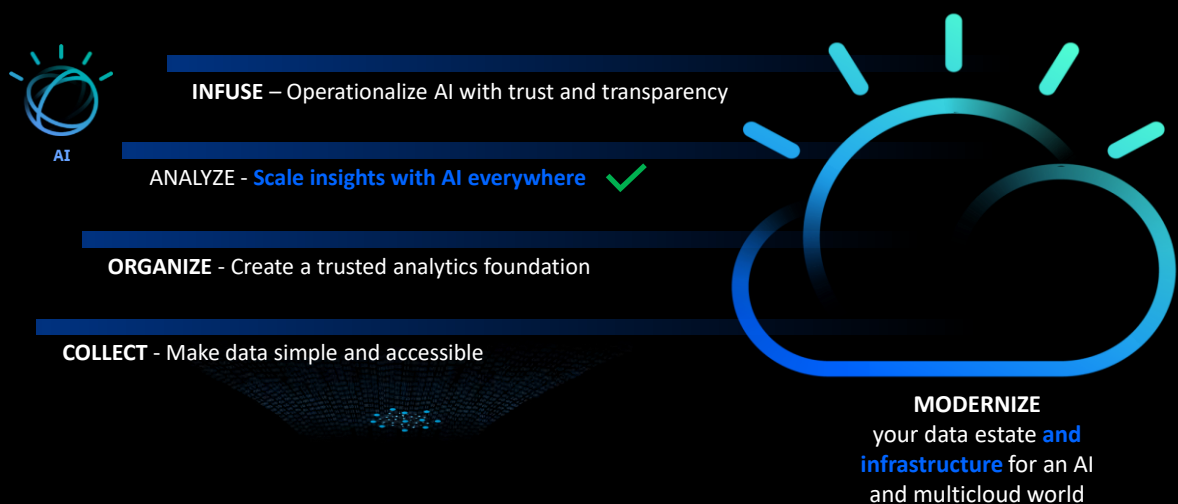 INFUSE – Operationalize AI with trust and transparency
AI
ANALYZE - Scale insights with AI everywhere
ORGANIZE - Create a trusted analytics foundation
COLLECT - Make data simple and accessible
MODERNIZE
your data estate and
infrastructure for an AI
and multicloud world